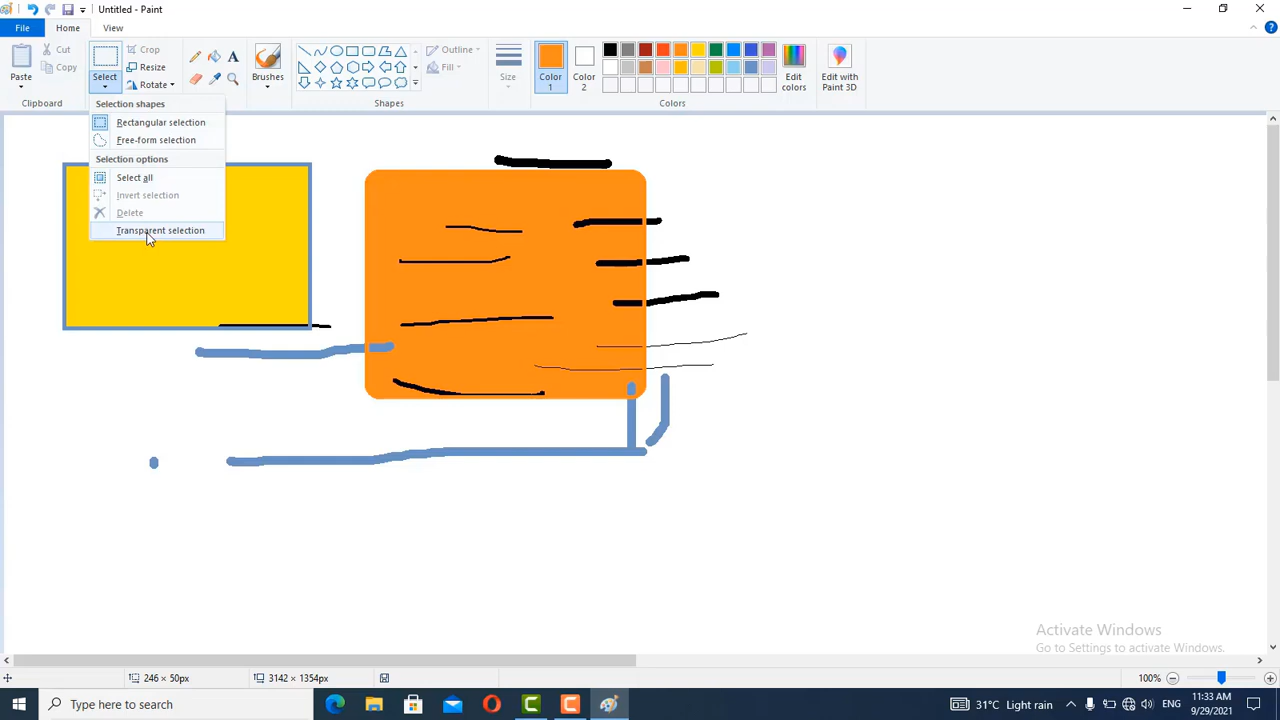 Untitled - Paint
File Home View
Paste
Cut
Copy
Clipboard
Select
Crop
Resize
Rotate
A
Brushes
Shapes
Outline
Fill
Size
Color 1
Color 2
Edit colors
Edit with Paint 3D
Colors
Selection shapes
Rectangular selection
Free-form selection
Selection options
Select all
Invert selection
Delete
Transparent selection
Activate Windows
Go to Settings to activate Windows.
246 × 50px
3142 × 1354px
100%
Type here to search
31°C Light rain
ENG
11:33 AM
9/29/2021